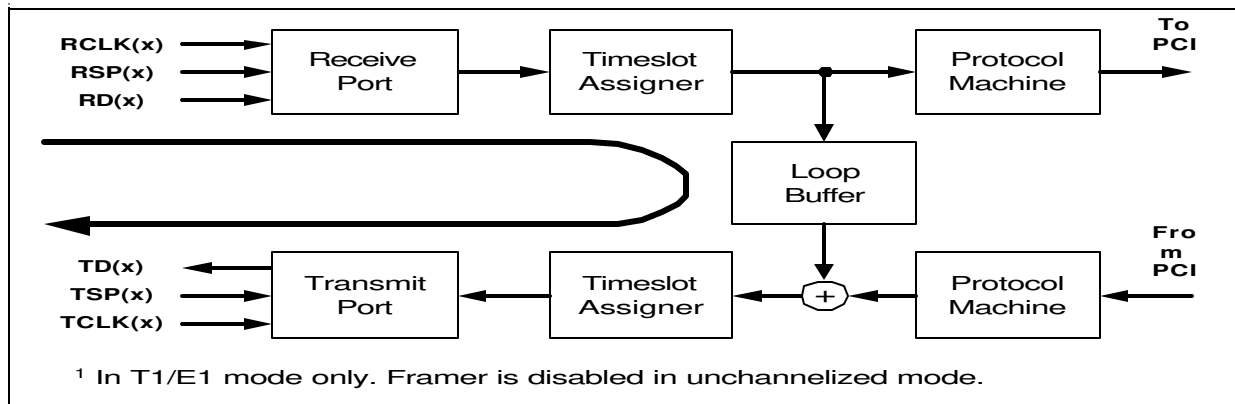 RCLK(x)
RSP(x)
RD(x)
Receive
Port
Timeslot
Assigner
Protocol
Machine
To
PCI
Loop
Buffer
TD(x)
TSP(x)
TCLK(x)
Transmit
Port
Timeslot
Assigner
+
Protocol
Machine
Fro
m
PCI
¹ In T1/E1 mode only. Framer is disabled in unchannelized mode.